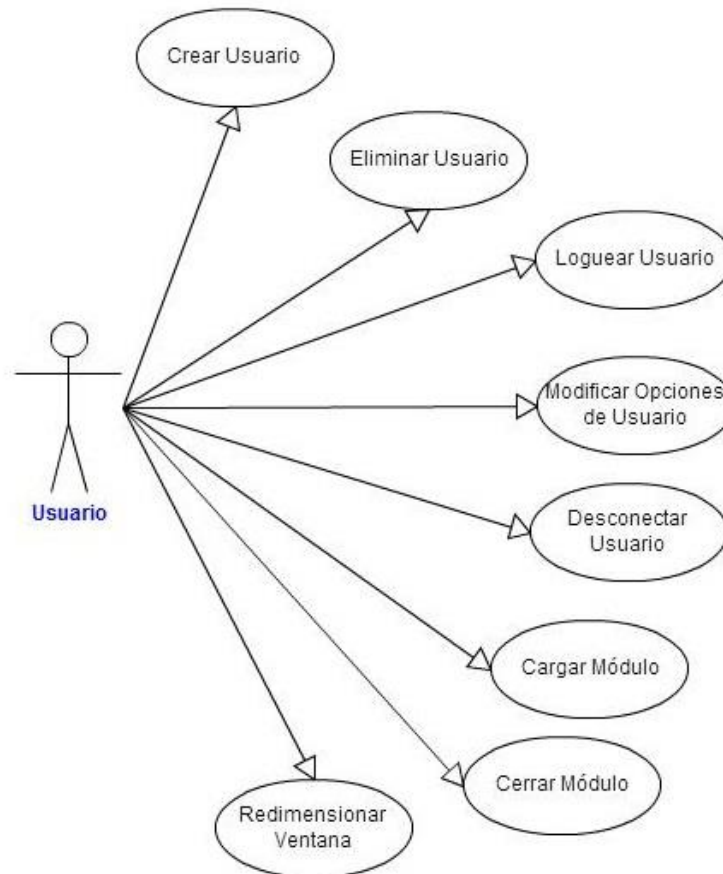 Crear Usuario
Eliminar Usuario
Loguear Usuario
Modificar Opciones
de Usuario
Usuario
Desconectar
Usuario
Cargar Módulo
Cerrar Módulo
Redimensionar
Ventana